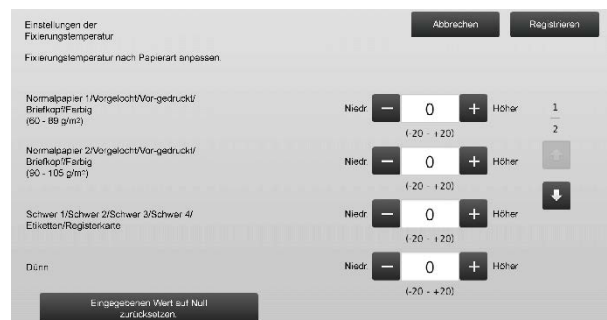 Einstellungen der
Fixierungstemperatur
Abbrechen
Registrieren
Fixierungstemperatur nach Papierart anpassen.
Normalpapier 1/Vorgelocht/Vor-gedruckt/
Briefkopf/Farbig
(60 - 89 g/m²)
Niedr. − 0 + Höher
(-20 - +20)
1
2
Normalpapier 2/Vorgelocht/Vor-gedruckt/
Briefkopf/Farbig
(90 - 105 g/m²)
Niedr. − 0 + Höher
(-20 - +20)
Schwer 1/Schwer 2/Schwer 3/Schwer 4/
Etiketten/Registerkarte
Niedr. − 0 + Höher
(-20 - +20)
Dünn
Niedr. − 0 + Höher
(-20 - +20)
Eingegebenen Wert auf Null
zurücksetzen.